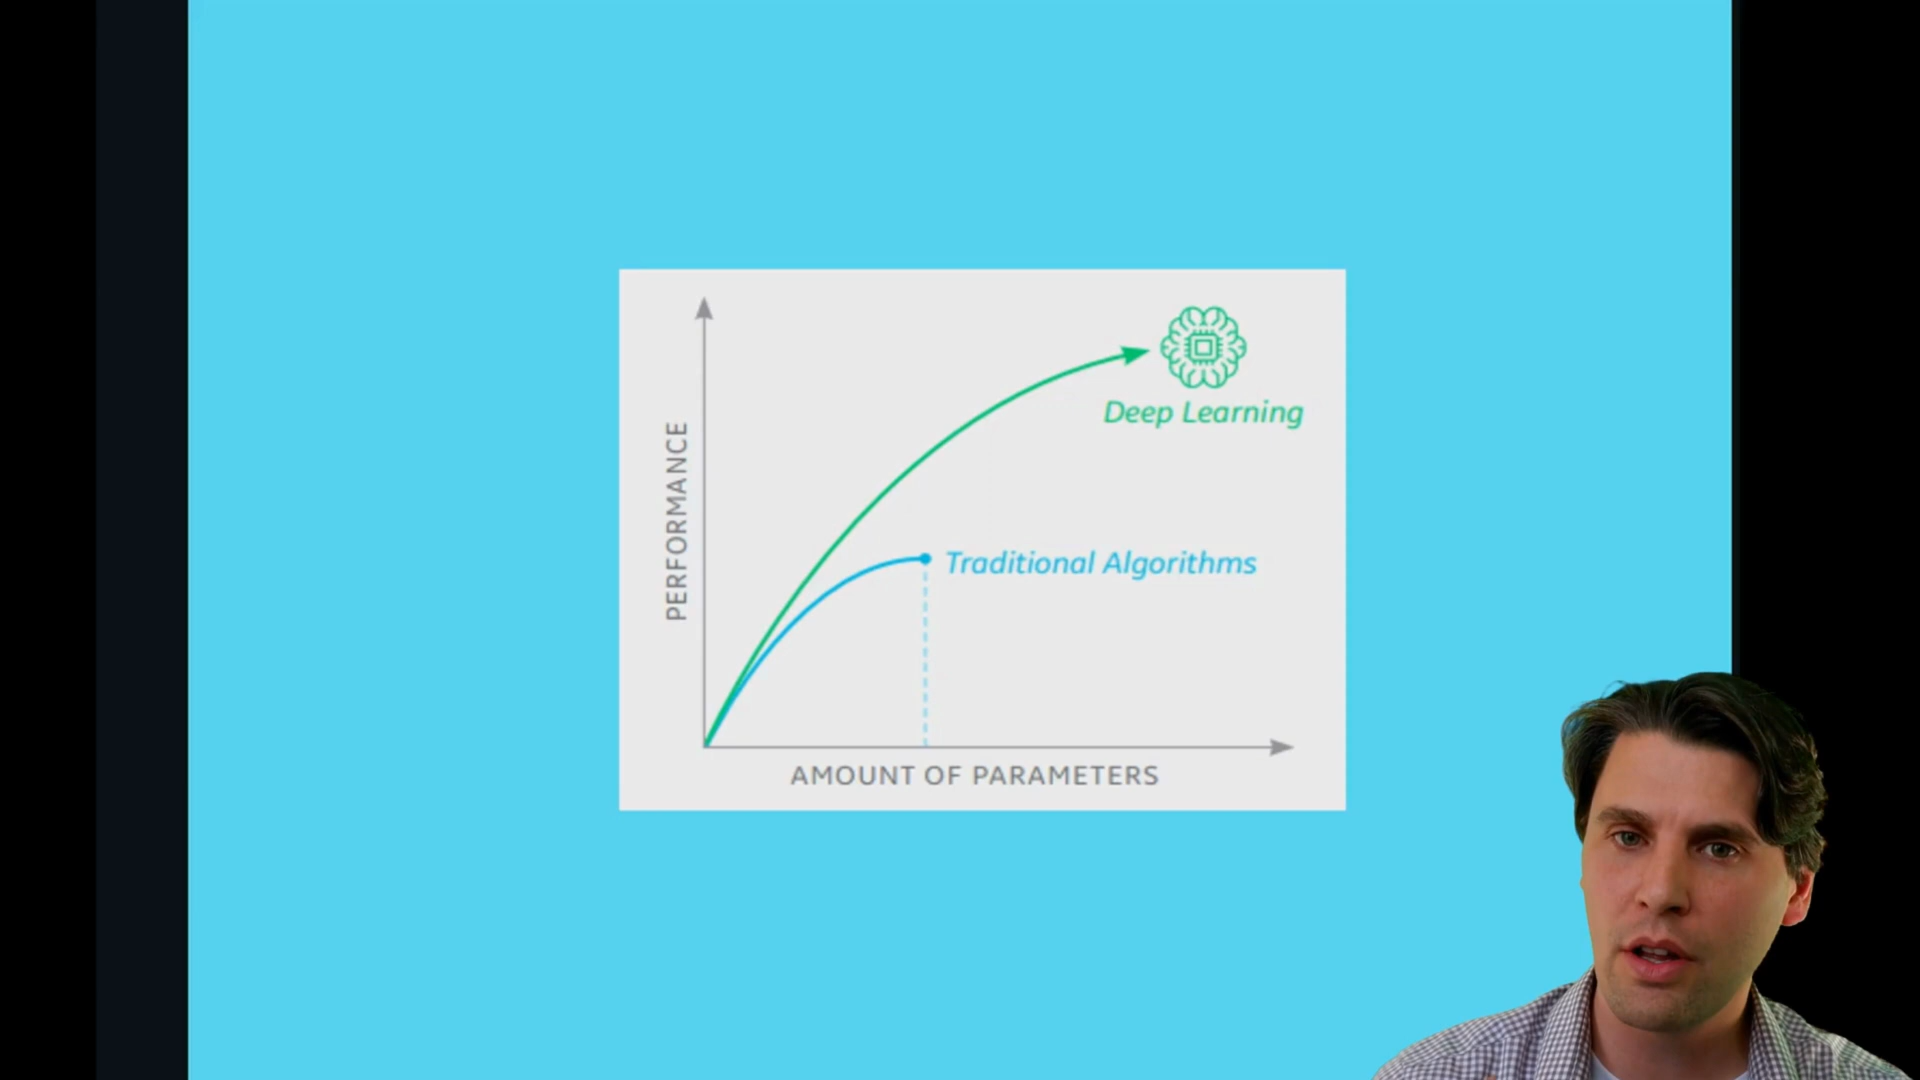 Deep Learning
PERFORMANCE
Traditional Algorithms
AMOUNT OF PARAMETERS